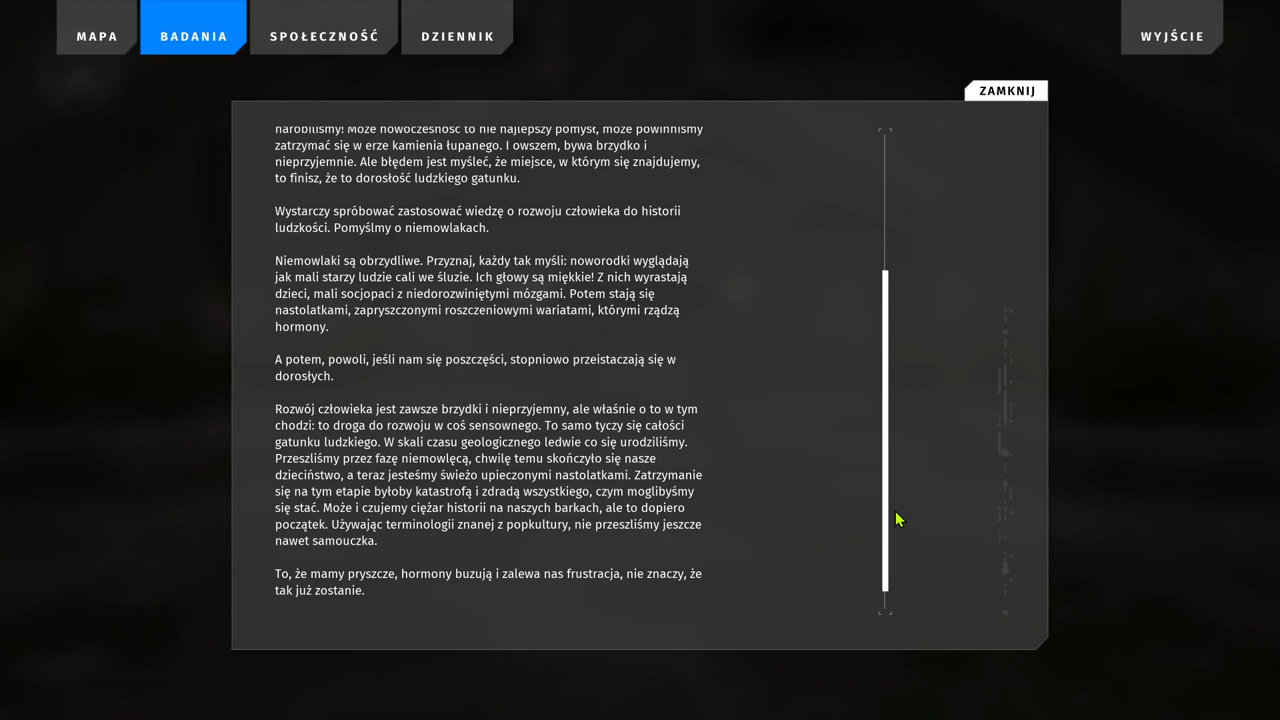 MAPA
BADANIA
SPOŁECZNOŚĆ
DZIENNIK
WYJŚCIE
ZAMKNIJ
narobiliśmy! Może nowoczesność to nie najlepszy pomysł, może powinniśmy
zatrzymać się w erze kamienia łupanego. I owszem, bywa brzydko i
nieprzyjemnie. Ale błędem jest myśleć, że miejsce, w którym się znajdujemy,
to finisz, że to dorosłość ludzkiego gatunku.
Wystarczy spróbować zastosować wiedzę o rozwoju człowieka do historii
ludzkości. Pomyślmy o niemowlakach.
Niemowlaki są obrzydliwe. Przyznaj, każdy tak myśli: noworodki wyglądają
jak mali starzy ludzie cali we śluzie. Ich głowy są miękkie! Z nich wyrastają
dzieci, mali socjopaci z niedorozwiniętymi mózgami. Potem stają się
nastolatkami, zapryszczonymi roszczeniowymi wariatami, którymi rządzą
hormony.
A potem, powoli, jeśli nam się poszczęści, stopniowo przeistaczają się w
dorosłych.
Rozwój człowieka jest zawsze brzydki i nieprzyjemny, ale właśnie o to w tym
chodzi: to droga do rozwoju w coś sensownego. To samo tyczy się całości
gatunku ludzkiego. W skali czasu geologicznego ledwie co się urodziliśmy.
Przeszliśmy przez fazę niemowlęcą, chwilę temu skończyło się nasze
dzieciństwo, a teraz jesteśmy świeżo upieczonymi nastolatkami. Zatrzymanie
się na tym etapie byłoby katastrofą i zdradą wszystkiego, czym moglibyśmy
się stać. Może i czujemy ciężar historii na naszych barkach, ale to dopiero
początek. Używając terminologii znanej z popkultury, nie przeszliśmy jeszcze
nawet samouczka.
To, że mamy pryszcze, hormony buzują i zalewa nas frustracja, nie znaczy, że
tak już zostanie.